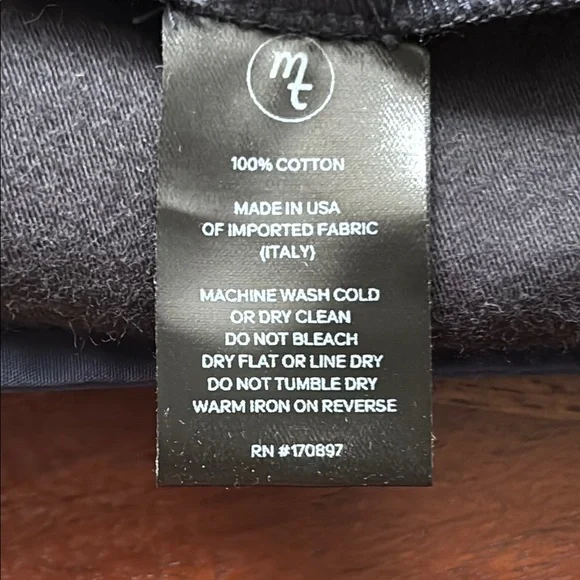 mt
100% COTTON
MADE IN USA
OF IMPORTED FABRIC
(ITALY)
MACHINE WASH COLD
OR DRY CLEAN
DO NOT BLEACH
DRY FLAT OR LINE DRY
DO NOT TUMBLE DRY
WARM IRON ON REVERSE
RN #170897